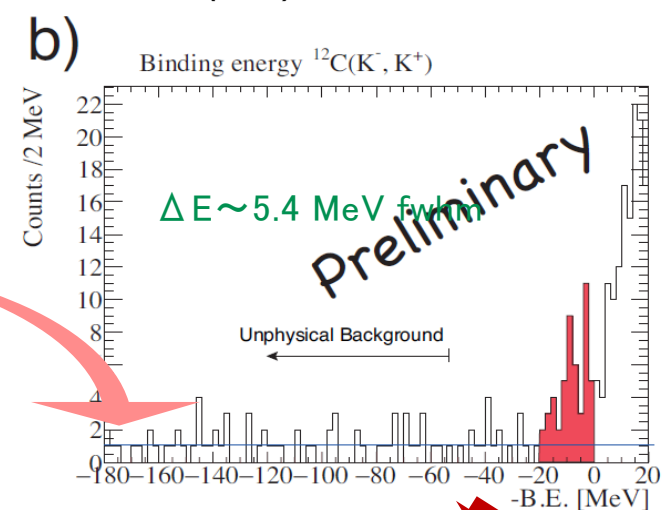 b)
Binding energy ¹²C(K⁻, K⁺)
Counts /2 MeV
22
20
18
16
14
12
10
8
4
2
0
ΔE～5.4 MeV fwhm
Preliminary
Unphysical Background
−180 −160 −140 −120 −100 −80 −60 −40 −20 0 20
-B.E. [MeV]